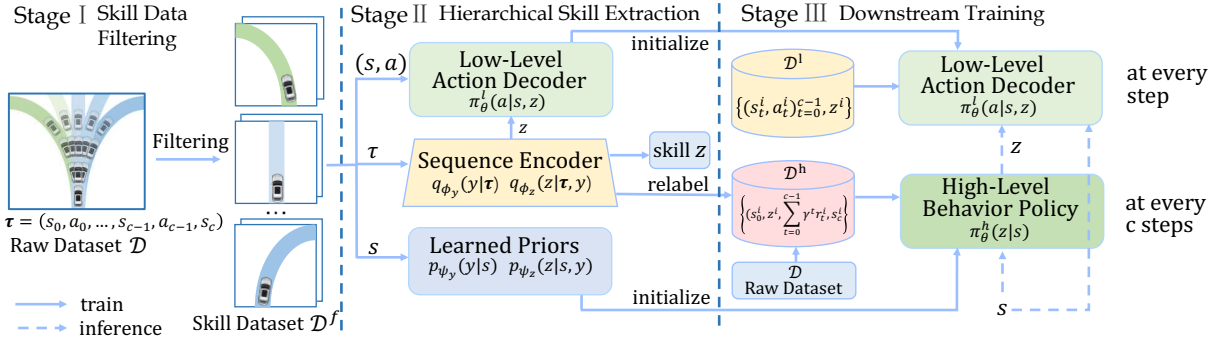 Stage Ⅰ Skill Data
Filtering
Filtering
...
𝝉 = (s₀, a₀, ..., s_{c−1}, a_{c−1}, s_c)
Raw Dataset 𝒟
train
inference
Skill Dataset 𝒟^f
Stage Ⅱ Hierarchical Skill Extraction
(s, a)
Low-Level
Action Decoder
π_θ^l(a|s, z)
z
τ
Sequence Encoder
q_{ϕ_y}(y|𝝉) q_{ϕ_z}(z|𝝉, y)
skill z
relabel
s
Learned Priors
p_{ψ_y}(y|s) p_{ψ_z}(z|s, y)
initialize
initialize
Stage Ⅲ Downstream Training
𝒟^l
{(s_t^i, a_t^i)_{t=0}^{c−1}, z^i}
Low-Level
Action Decoder
π_θ^l(a|s, z)
at every
step
z
𝒟^h
{(s_0^i, z^i, ∑_{t=0}^{c−1} γ^t r_t^i, s_c^i}
High-Level
Behavior Policy
π_θ^h(z|s)
at every
c steps
𝒟
Raw Dataset
s